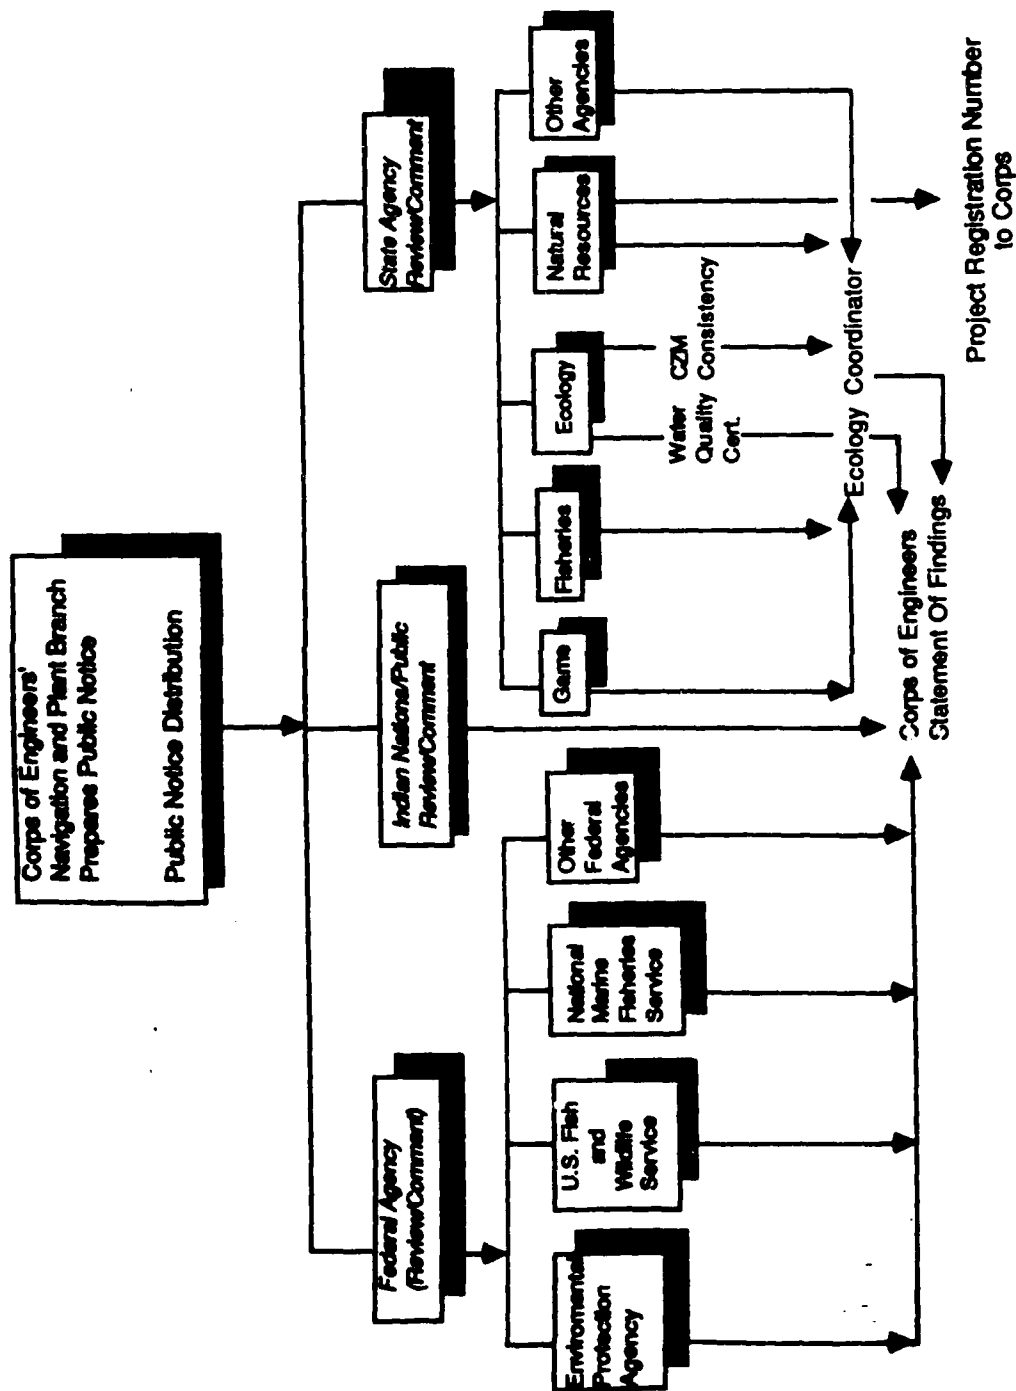 Corps of Engineers'
Navigation and Plant Branch
Prepares Public Notice
Public Notice Distribution
Federal Agency
(Review/Comment)
Indian Nations/Public
Review/Comment
State Agency
Review/Comment
Enviromental
Protection
Agency
U.S. Fish
and
Wildlife
Service
National
Marine
Fisheries
Service
Other
Federal
Agencies
Game
Fisheries
Ecology
Natural
Resources
Other
Agencies
Water
Quality
Cert.
CZM
Consistency
Ecology Coordinator
Corps of Engineers
Statement Of Findings
Project Registration Number
to Corps